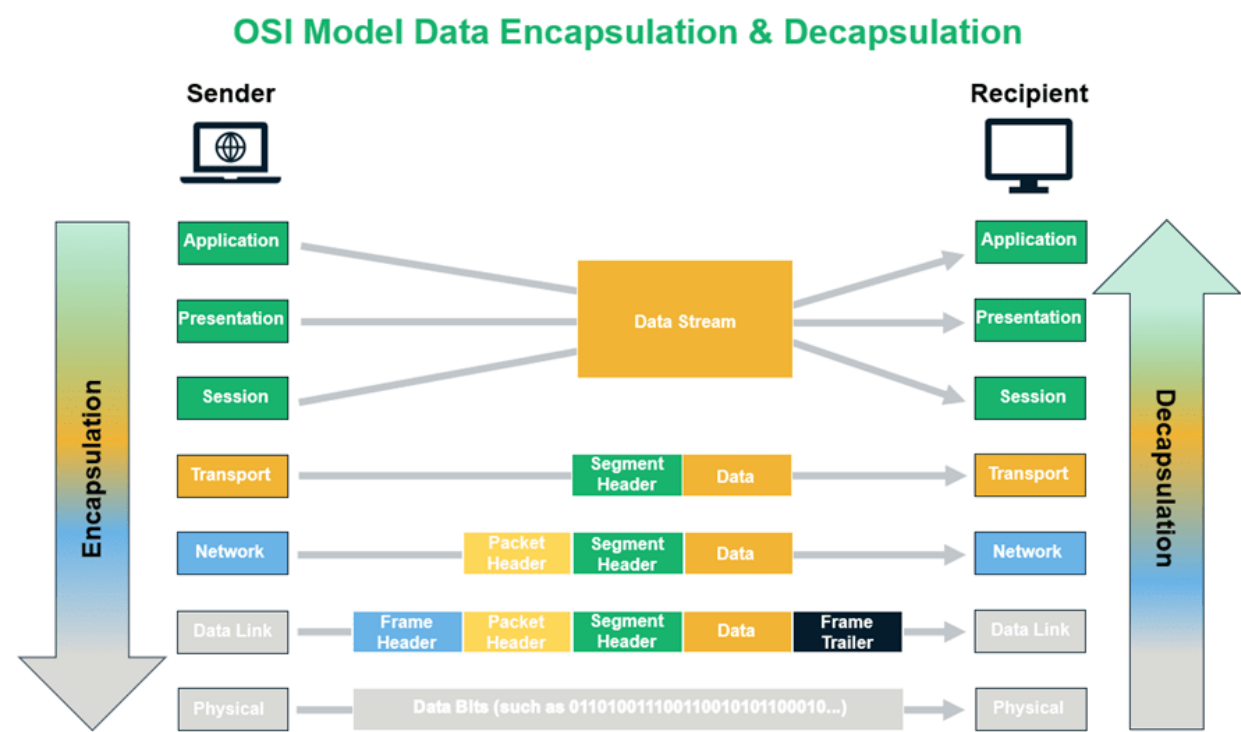 OSI Model Data Encapsulation & Decapsulation
Sender
Recipient
Application
Application
Presentation
Data Stream
Presentation
Session
Session
Encapsulation
Decapsulation
Transport
Segment
Header
Data
Transport
Network
Packet
Header
Segment
Header
Data
Network
Data Link
Frame
Header
Packet
Header
Segment
Header
Data
Frame
Trailer
Data Link
Physical
Data Bits (such as 011010011100110010101100010...)
Physical